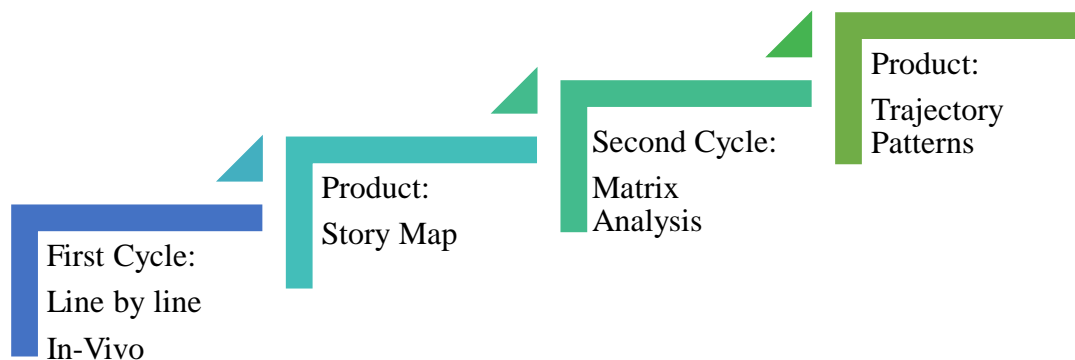 First Cycle:
Line by line
In-Vivo
Product:
Story Map
Second Cycle:
Matrix
Analysis
Product:
Trajectory
Patterns